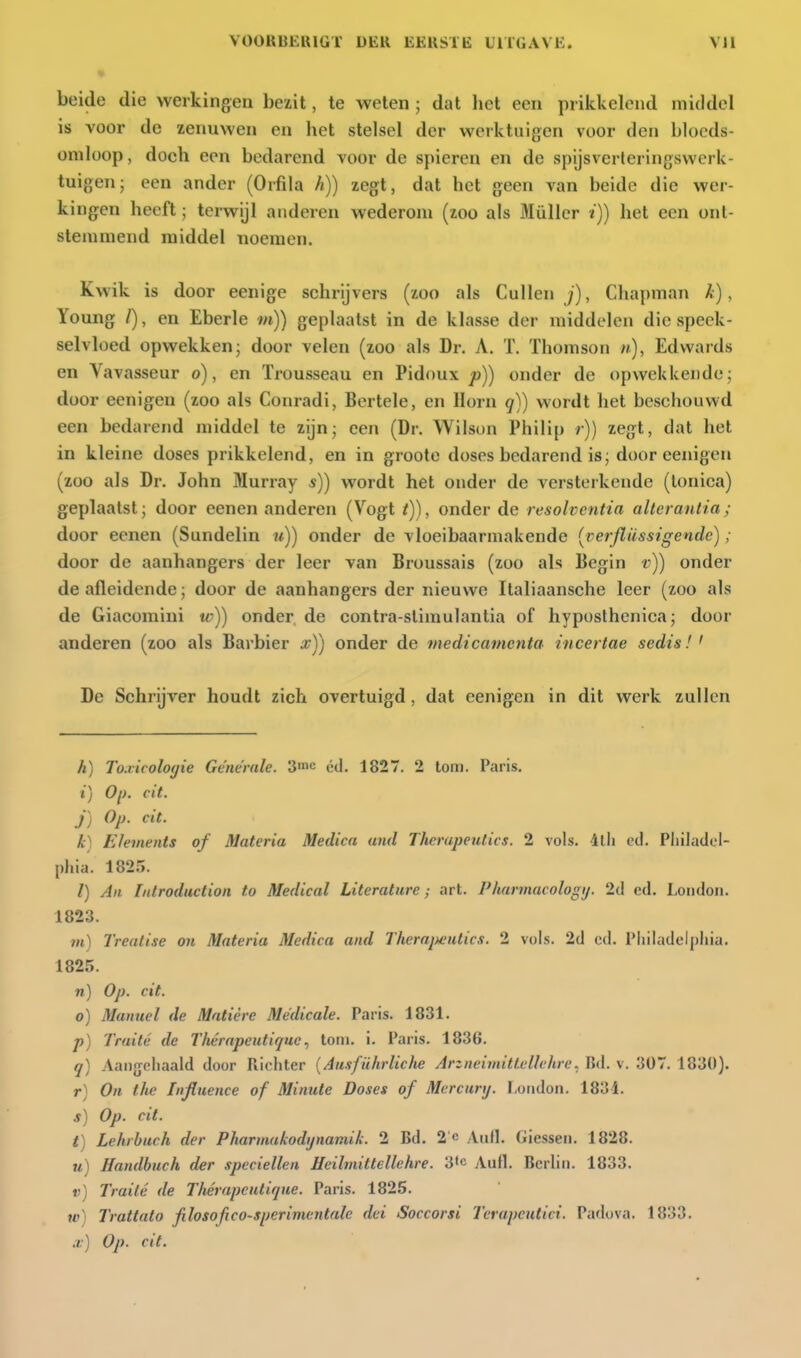 VOORBERIGT DER EERSTE UITGAVE. VII
beide die werkingen bezit, te weten; dat het een prikkelend middel
is voor de zenuwen en het stelsel der werktuigen voor den bloeds-
omloop, doch een bedarend voor de spieren en de spijsverteringswerk-
tuigen; een ander (Orfila h)) zegt, dat het geen van beide die wer-
kingen heeft; terwijl anderen wederom (zoo als Müller i)) het een ont-
stemmend middel noemen.
Kwik is door eenige schrijvers (zoo als Cullen j), Chapman k),
Young l), en Eberle m)) geplaatst in de klasse der middelen die speek-
selvloed opwekken; door velen (zoo als Dr. A. T. Thomson n), Edwards
en Vavasseur o), en Trousseau en Pidoux p)) onder de opwekkende;
door eenigen (zoo als Conradi, Bertele, en Horn q)) wordt het beschouwd
een bedarend middel te zijn; een (Dr. Wilson Philip r)) zegt, dat het
in kleine doses prikkelend, en in groote doses bedarend is; door eenigen
(zoo als Dr. John Murray s)) wordt het onder de versterkende (tonica)
geplaatst; door eenen anderen (Vogt t)), onder de resolventia alterantia;
door eenen (Sundelin u)) onder de vloeibaarmakende (verflüssigende);
door de aanhangers der leer van Broussais (zoo als Begin v)) onder
de afleidende; door de aanhangers der nieuwe Italiaansche leer (zoo als
de Giacomini w)) onder de contra-stimulantia of hyposthenica; door
anderen (zoo als Barbier x)) onder de medicamenta incertae sedis! '
De Schrijver houdt zich overtuigd, dat eenigen in dit werk zullen
h) Toxicologie Générale. 3me éd. 1827. 2 tom. Paris.
i) Op. cit.
j) Op. cit.
k) Elements of Materia Medica and Therapeutics. 2 vols. 4th ed. Philadel-
phia. 1825.
l) An Introduction to Medical Literature; art. Pharmacology. 2d ed. London.
1823.
m) Treatise on Materia Medica and Therapeutics. 2 vols. 2d ed. Philadelphia.
1825.
n) Op. cit.
o) Manuel de Matière Médicale. Paris. 1831.
p) Traité de Thérapeutique, tom. i. Paris. 1836.
q) Aangehaald door Richter (Ausführliche Arzneimittellehre, Bd. v. 307. 1830).
r) On the Influence of Minute Doses of Mercury. London. 1834.
s) Op. cit.
t) Lehrbuch der Pharmakodynamik. 2 Bd. 2e Aufl. Giessen. 1828.
u) Handbuch der speciellen Heilmittellehre. 3te Aufl. Berlin. 1833.
v) Traité de Thérapeutique. Paris. 1825.
w) Trattato filosofico-sperimentale dei Soccorsi Terapeutici. Padova. 1833.
x) Op. cit.